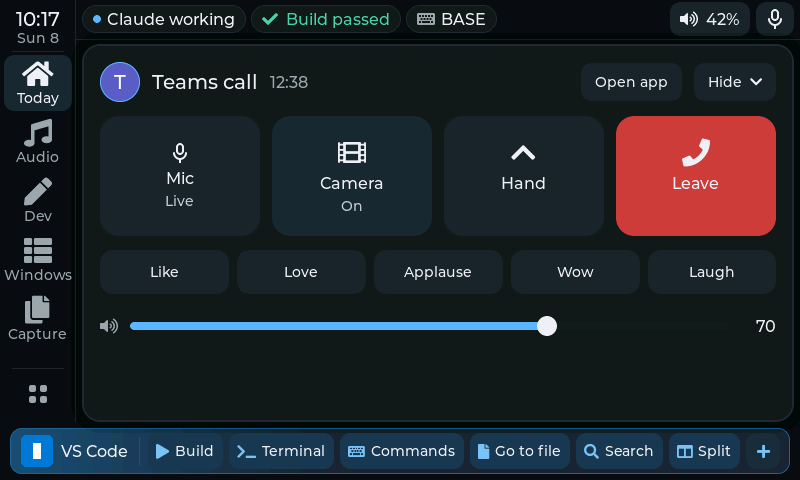 10:17
Sun 8
Claude working
Build passed
BASE
42%
Today
Audio
Dev
Windows
Capture
T
Teams call 12:38
Open app
Hide
Mic
Live
Camera
On
Hand
Leave
Like
Love
Applause
Wow
Laugh
70
VS Code
Build
Terminal
Commands
Go to file
Search
Split
+